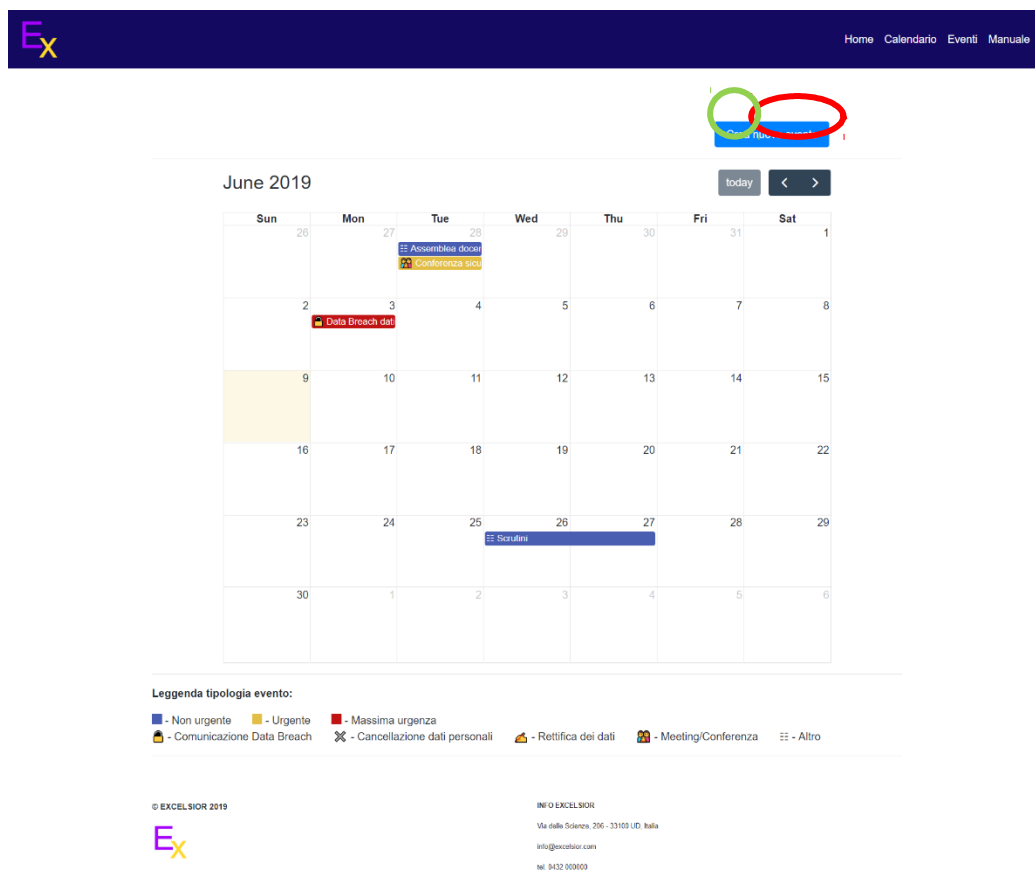 Ex
Home Calendario Eventi Manuale
June 2019
today
Sun Mon Tue Wed Thu Fri Sat
26 27 28 29 30 31 1
Assemblea docen
Conferenza sicu
2 3 4 5 6 7 8
Data Breach dati
9 10 11 12 13 14 15
16 17 18 19 20 21 22
23 24 25 26 27 28 29
Scrutini
30 1 2 3 4 5 6
Leggenda tipologia evento:
- Non urgente - Urgente - Massima urgenza
- Comunicazione Data Breach - Cancellazione dati personali - Rettifica dei dati - Meeting/Conferenza - Altro
© EXCELSIOR 2019
Ex
INFO EXCELSIOR
Via delle Scienze, 206 - 33100 UD, Italia
info@excelsior.com
tel. 0432 000000